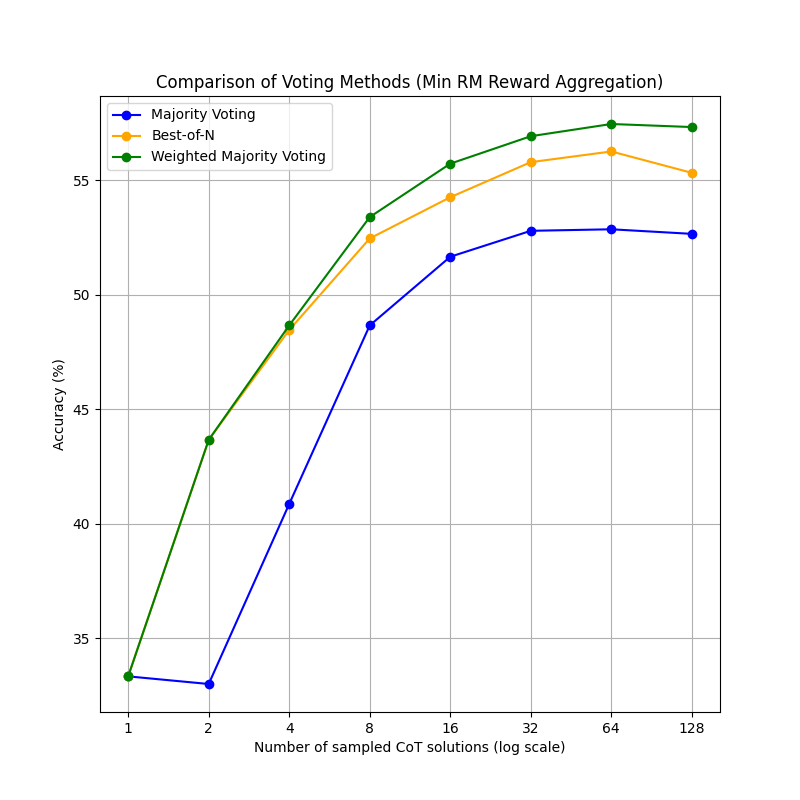 Comparison of Voting Methods (Min RM Reward Aggregation)
Majority Voting
Best-of-N
Weighted Majority Voting
55
50
45
40
35
Accuracy (%)
1 2 4 8 16 32 64 128
Number of sampled CoT solutions (log scale)